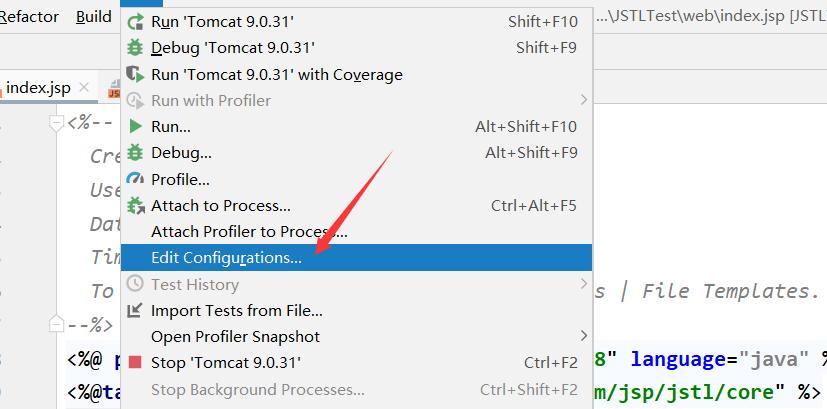 Refactor Build
...\JSTLTest\web\index.jsp [JSTL
index.jsp
Run 'Tomcat 9.0.31' Shift+F10
Debug 'Tomcat 9.0.31' Shift+F9
Run 'Tomcat 9.0.31' with Coverage
Run with Profiler
Run... Alt+Shift+F10
Debug... Alt+Shift+F9
Profile...
Attach to Process... Ctrl+Alt+F5
Attach Profiler to Process...
Edit Configurations...
Test History
Import Tests from File...
Open Profiler Snapshot
Stop 'Tomcat 9.0.31' Ctrl+F2
Stop Background Processes... Ctrl+Shift+F2
<%--
Cre
Use
Dat
Tim
To s | File Templates.
--%>
<%@ p 8" language="java" %
<%@ta m/jsp/jstl/core" %>